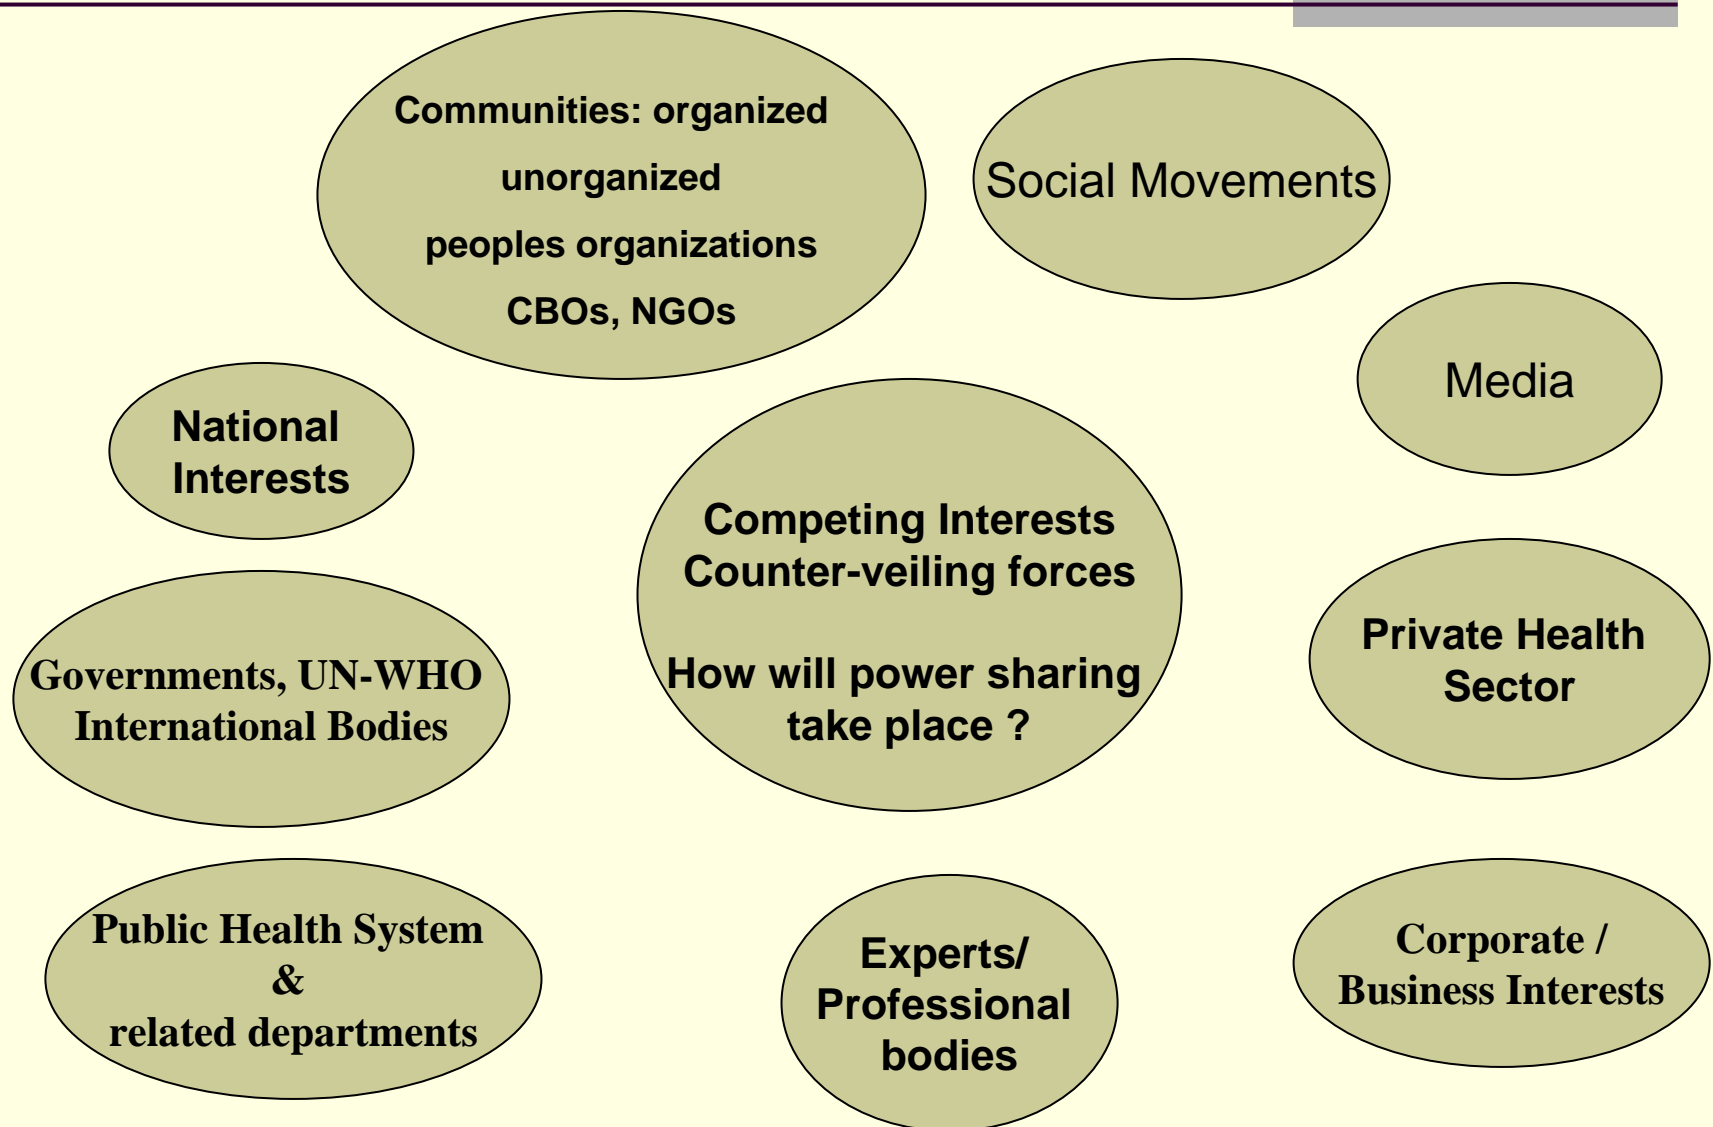 Communities: organized
unorganized
peoples organizations
CBOs, NGOs
Social Movements
Media
National
Interests
Competing Interests
Counter-veiling forces
How will power sharing
take place ?
Private Health
Sector
Governments, UN-WHO
International Bodies
Public Health System
&
related departments
Experts/
Professional
bodies
Corporate /
Business Interests